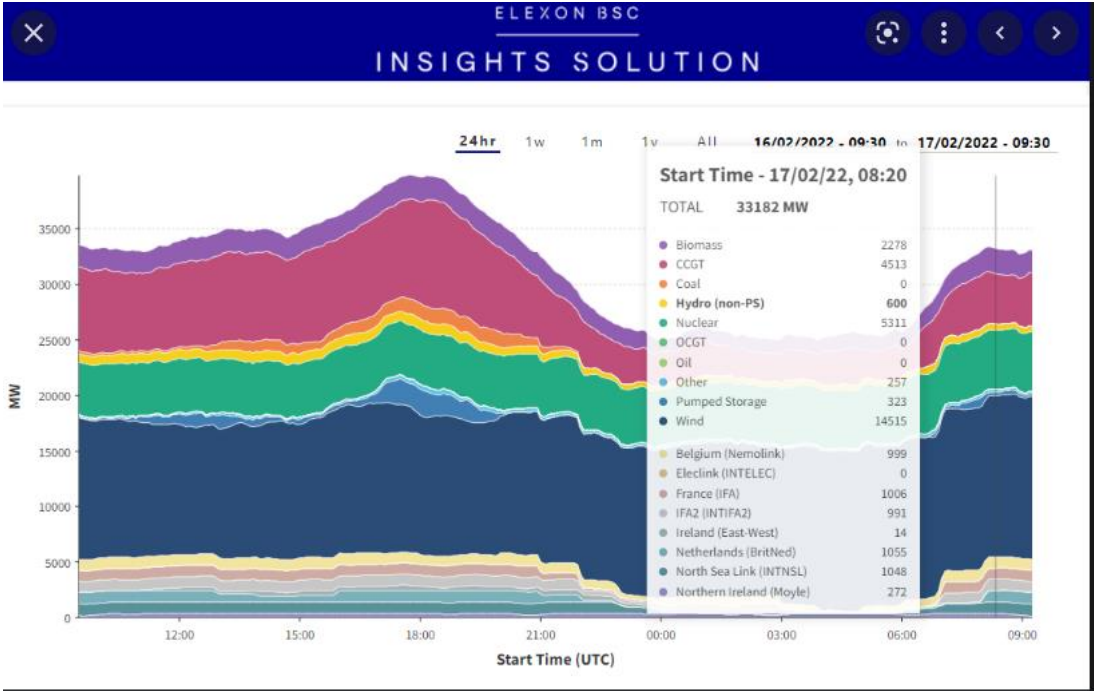 ELEXON BSC
INSIGHTS SOLUTION
24hr 1w 1m 1y All 16/02/2022 - 09:30 to 17/02/2022 - 09:30
Start Time - 17/02/22, 08:20
TOTAL 33182 MW
Biomass 2278
CCGT 4513
Coal 0
Hydro (non-PS) 600
Nuclear 5311
OCGT 0
Oil 0
Other 257
Pumped Storage 323
Wind 14515
Belgium (Nemolink) 999
Eleclink (INTELEC) 0
France (IFA) 1006
IFA2 (INTIFA2) 991
Ireland (East-West) 14
Netherlands (BritNed) 1055
North Sea Link (INTNSL) 1048
Northern Ireland (Moyle) 272
MW
35000
30000
25000
20000
15000
10000
5000
0
12:00 15:00 18:00 21:00 00:00 03:00 06:00 09:00
Start Time (UTC)